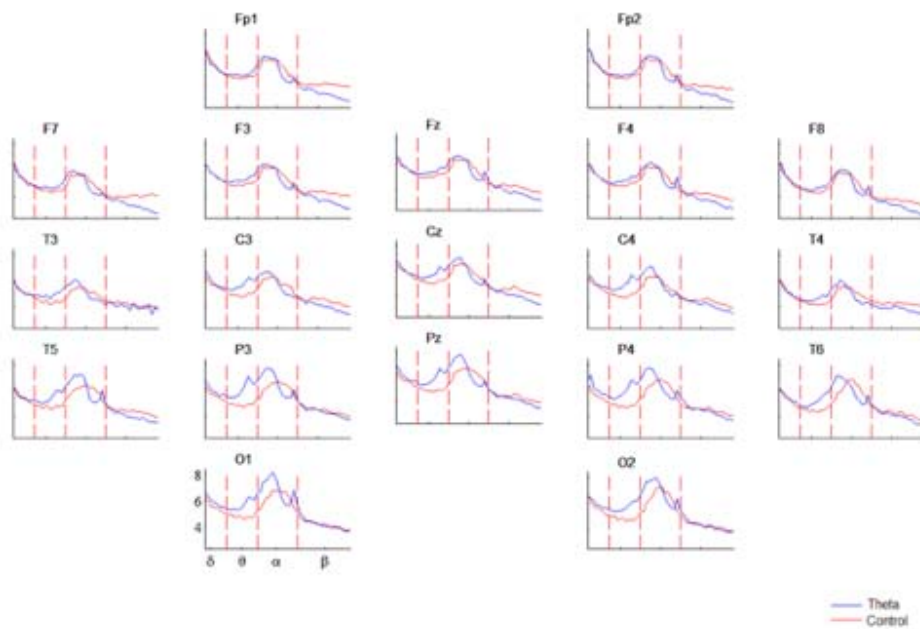 Fp1 Fp2
F7 F3 Fz F4 F8
T3 C3 Cz C4 T4
T5 P3 Pz P4 T6
O1 O2
8
6
4
δ θ α β
Theta
Control